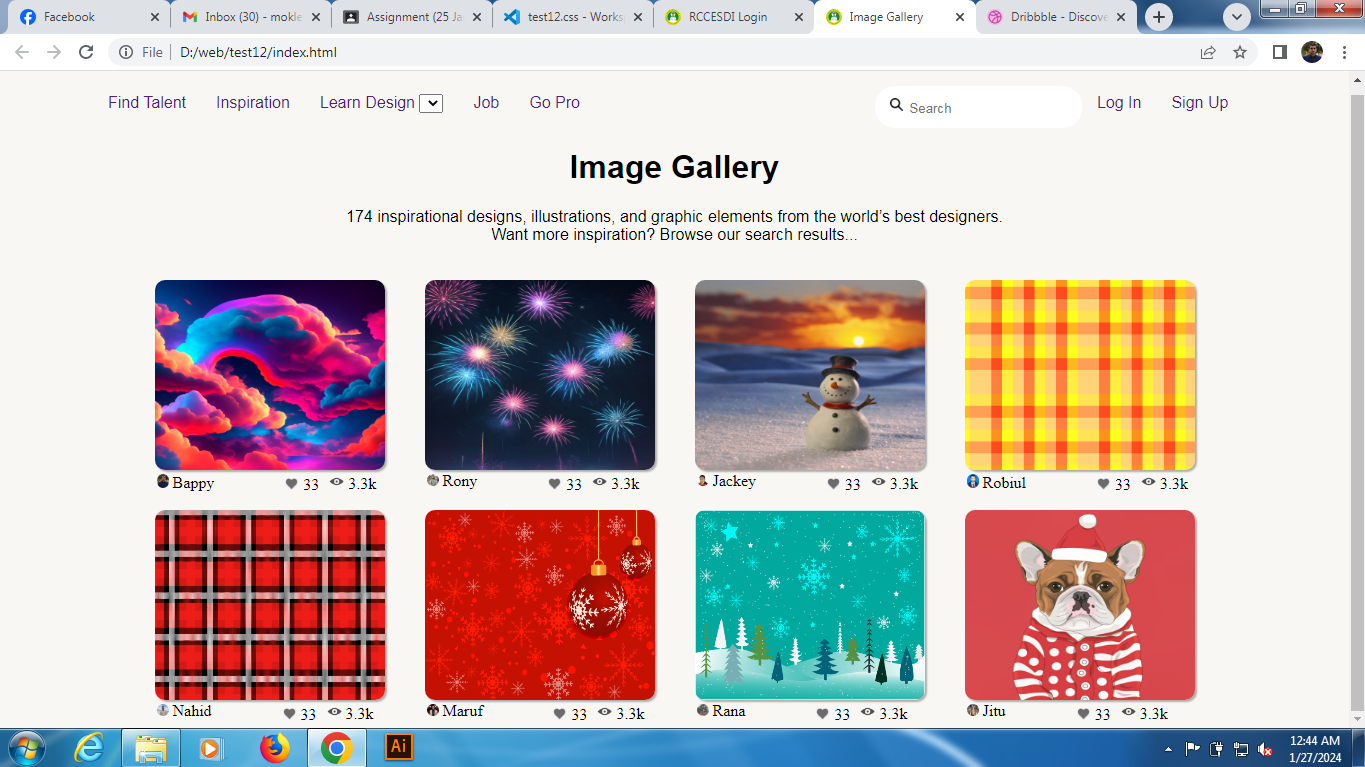 Facebook
Inbox (30) - mokle
Assignment (25 Ja
test12.css - Works
RCCESDI Login
Image Gallery
Dribbble - Discove
File
D:/web/test12/index.html
Find Talent
Inspiration
Learn Design
Job
Go Pro
Search
Log In
Sign Up
Image Gallery
174 inspirational designs, illustrations, and graphic elements from the world’s best designers.
Want more inspiration? Browse our search results...
Bappy 33 3.3k
Rony 33 3.3k
Jackey 33 3.3k
Robiul 33 3.3k
Nahid 33 3.3k
Maruf 33 3.3k
Rana 33 3.3k
Jitu 33 3.3k
Ai
12:44 AM
1/27/2024